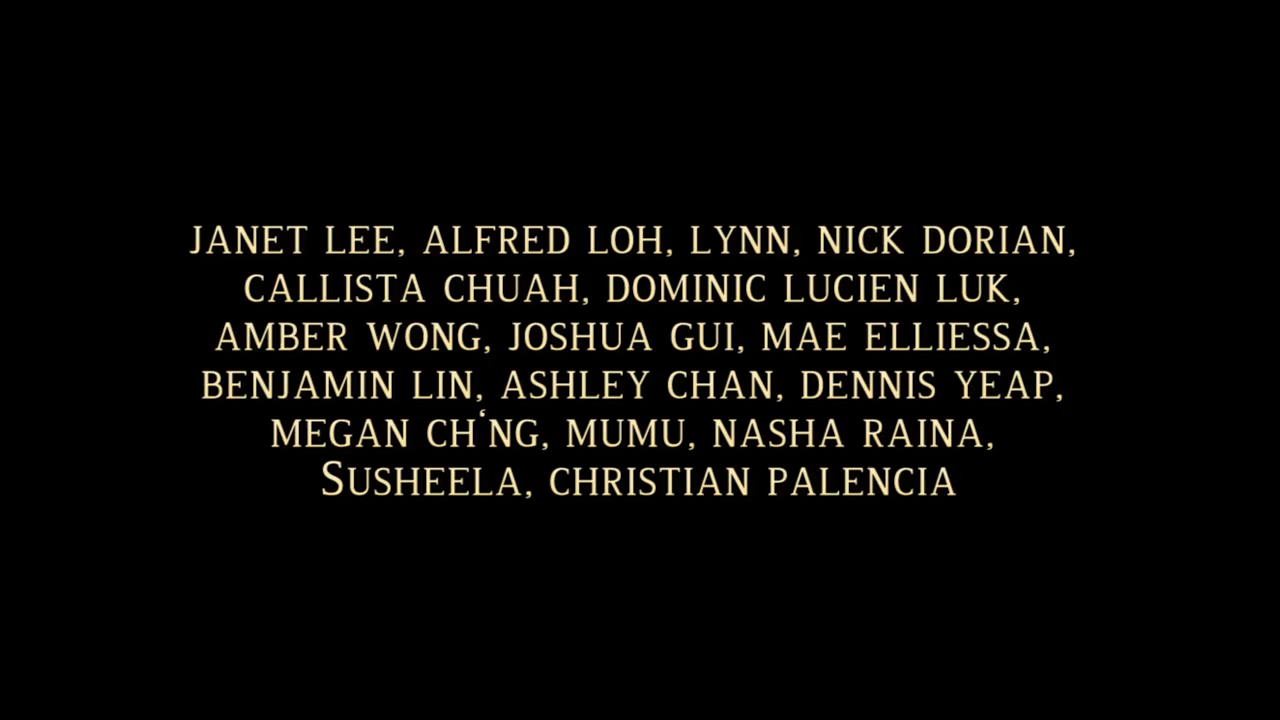 JANET LEE, ALFRED LOH, LYNN, NICK DORIAN,
CALLISTA CHUAH, DOMINIC LUCIEN LUK,
AMBER WONG, JOSHUA GUI, MAE ELLIESSA,
BENJAMIN LIN, ASHLEY CHAN, DENNIS YEAP,
MEGAN CH‘NG, MUMU, NASHA RAINA,
SUSHEELA, CHRISTIAN PALENCIA